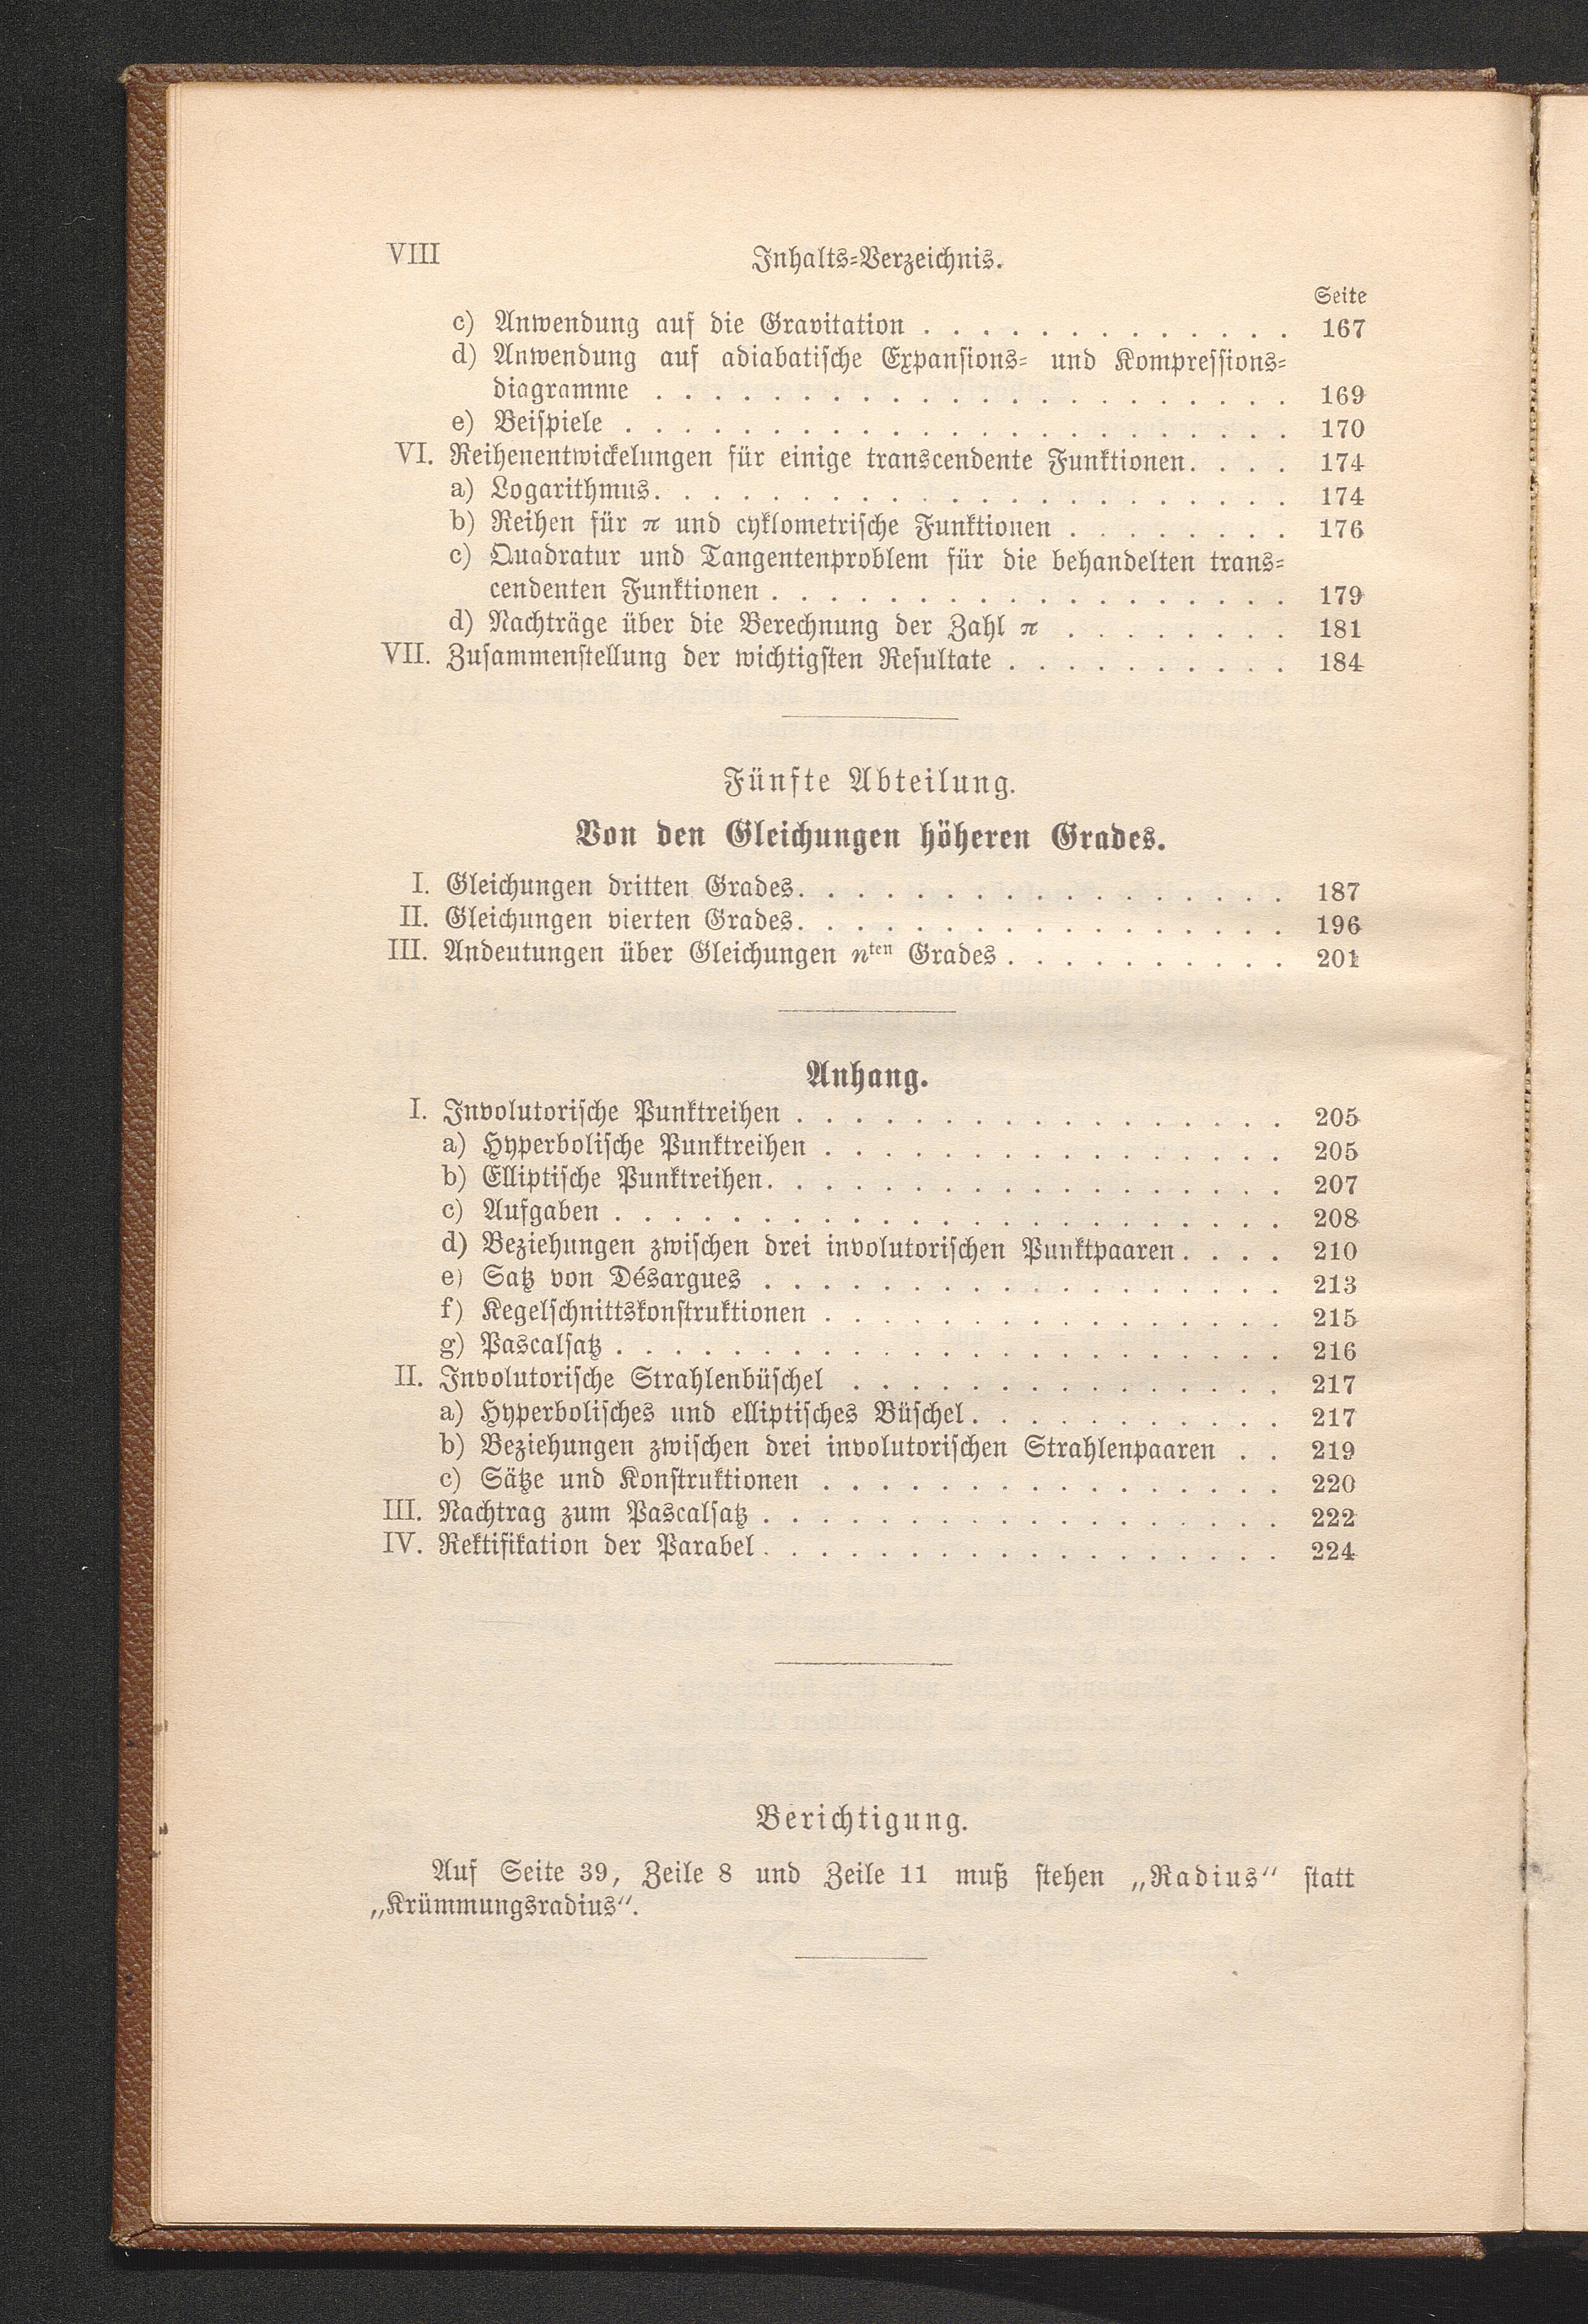 VIII Inhalts-Verzeichnis.
Seite
c) Anwendung auf die Gravitation . . . . . . . . . . . . . 167
d) Anwendung auf adiabatische Expansions- und Kompressions-
diagramme . . . . . . . . . . . . . . . . . . . . . . 169
e) Beispiele . . . . . . . . . . . . . . . . . . . . . . . 170
VI. Reihenentwickelungen für einige transcendente Funktionen. . . . 174
a) Logarithmus. . . . . . . . . . . . . . . . . . . . . . 174
b) Reihen für π und cyklometrische Funktionen . . . . . . . . 176
c) Quadratur und Tangentenproblem für die behandelten trans-
cendenten Funktionen . . . . . . . . . . . . . . . . . . 179
d) Nachträge über die Berechnung der Zahl π . . . . . . . . 181
VII. Zusammenstellung der wichtigsten Resultate . . . . . . . . . . 184
Fünfte Abteilung.
Von den Gleichungen höheren Grades.
I. Gleichungen dritten Grades. . . . . . . . . . . . . . . . . 187
II. Gleichungen vierten Grades. . . . . . . . . . . . . . . . . 196
III. Andeutungen über Gleichungen nten Grades . . . . . . . . . . 201
Anhang.
I. Involutorische Punktreihen . . . . . . . . . . . . . . . . . 205
a) Hyperbolische Punktreihen . . . . . . . . . . . . . . . . 205
b) Elliptische Punktreihen. . . . . . . . . . . . . . . . . . 207
c) Aufgaben . . . . . . . . . . . . . . . . . . . . . . . 208
d) Beziehungen zwischen drei involutorischen Punktpaaren. . . . 210
e) Satz von Désargues . . . . . . . . . . . . . . . . . . 213
f) Kegelschnittskonstruktionen . . . . . . . . . . . . . . . . 215
g) Pascalsatz . . . . . . . . . . . . . . . . . . . . . . . 216
II. Involutorische Strahlenbüschel . . . . . . . . . . . . . . . 217
a) Hyperbolisches und elliptisches Büschel. . . . . . . . . . . 217
b) Beziehungen zwischen drei involutorischen Strahlenpaaren . . 219
c) Sätze und Konstruktionen . . . . . . . . . . . . . . . . 220
III. Nachtrag zum Pascalsatz . . . . . . . . . . . . . . . . . . 222
IV. Rektifikation der Parabel . . . . . . . . . . . . . . . . . . 224
Berichtigung.
Auf Seite 39, Zeile 8 und Zeile 11 muß stehen „Radius“ statt
„Krümmungsradius“.